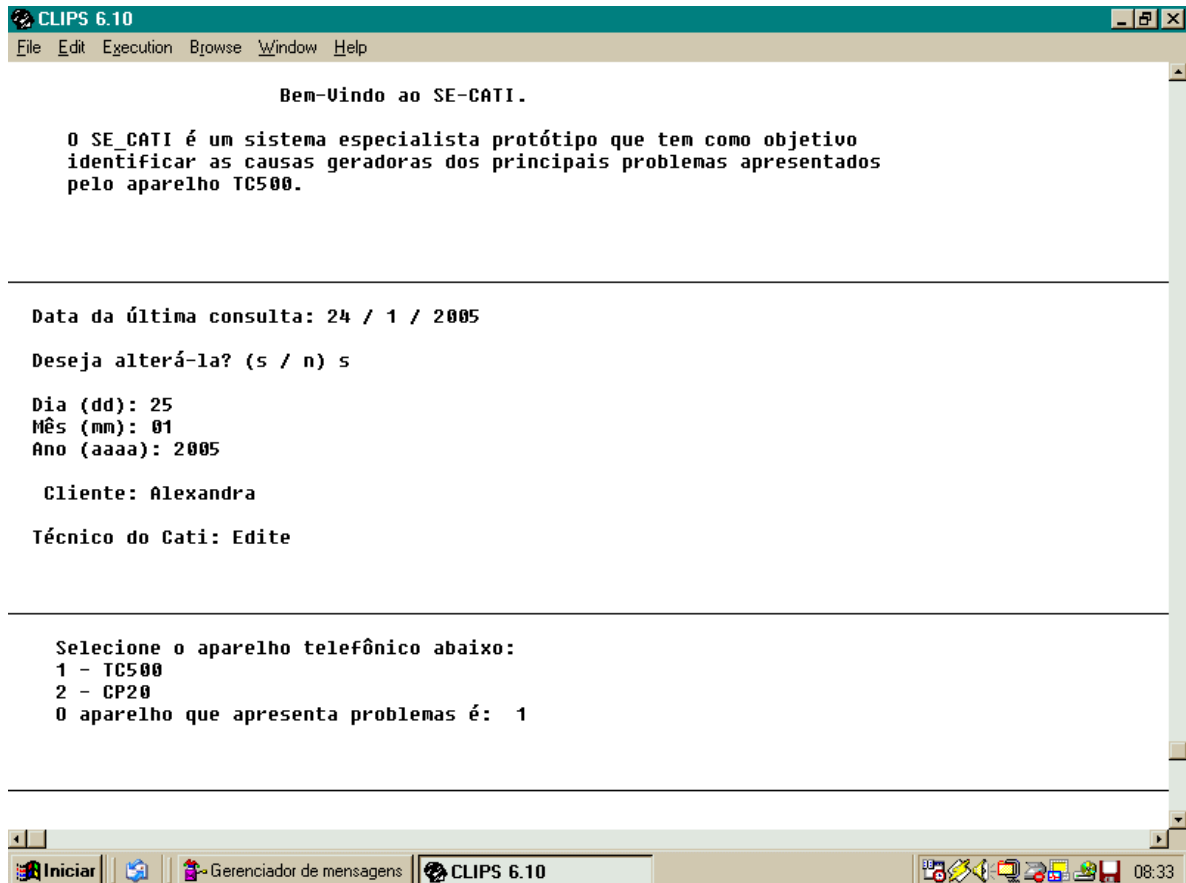 CLIPS 6.10
File Edit Execution Browse Window Help
Bem-Vindo ao SE-CATI.
O SE_CATI é um sistema especialista protótipo que tem como objetivo
identificar as causas geradoras dos principais problemas apresentados
pelo aparelho TC500.
Data da última consulta: 24 / 1 / 2005
Deseja alterá-la? (s / n) s
Dia (dd): 25
Mês (mm): 01
Ano (aaaa): 2005
Cliente: Alexandra
Técnico do Cati: Edite
Selecione o aparelho telefônico abaixo:
1 - TC500
2 - CP20
O aparelho que apresenta problemas é: 1
Iniciar Gerenciador de mensagens CLIPS 6.10 08:33